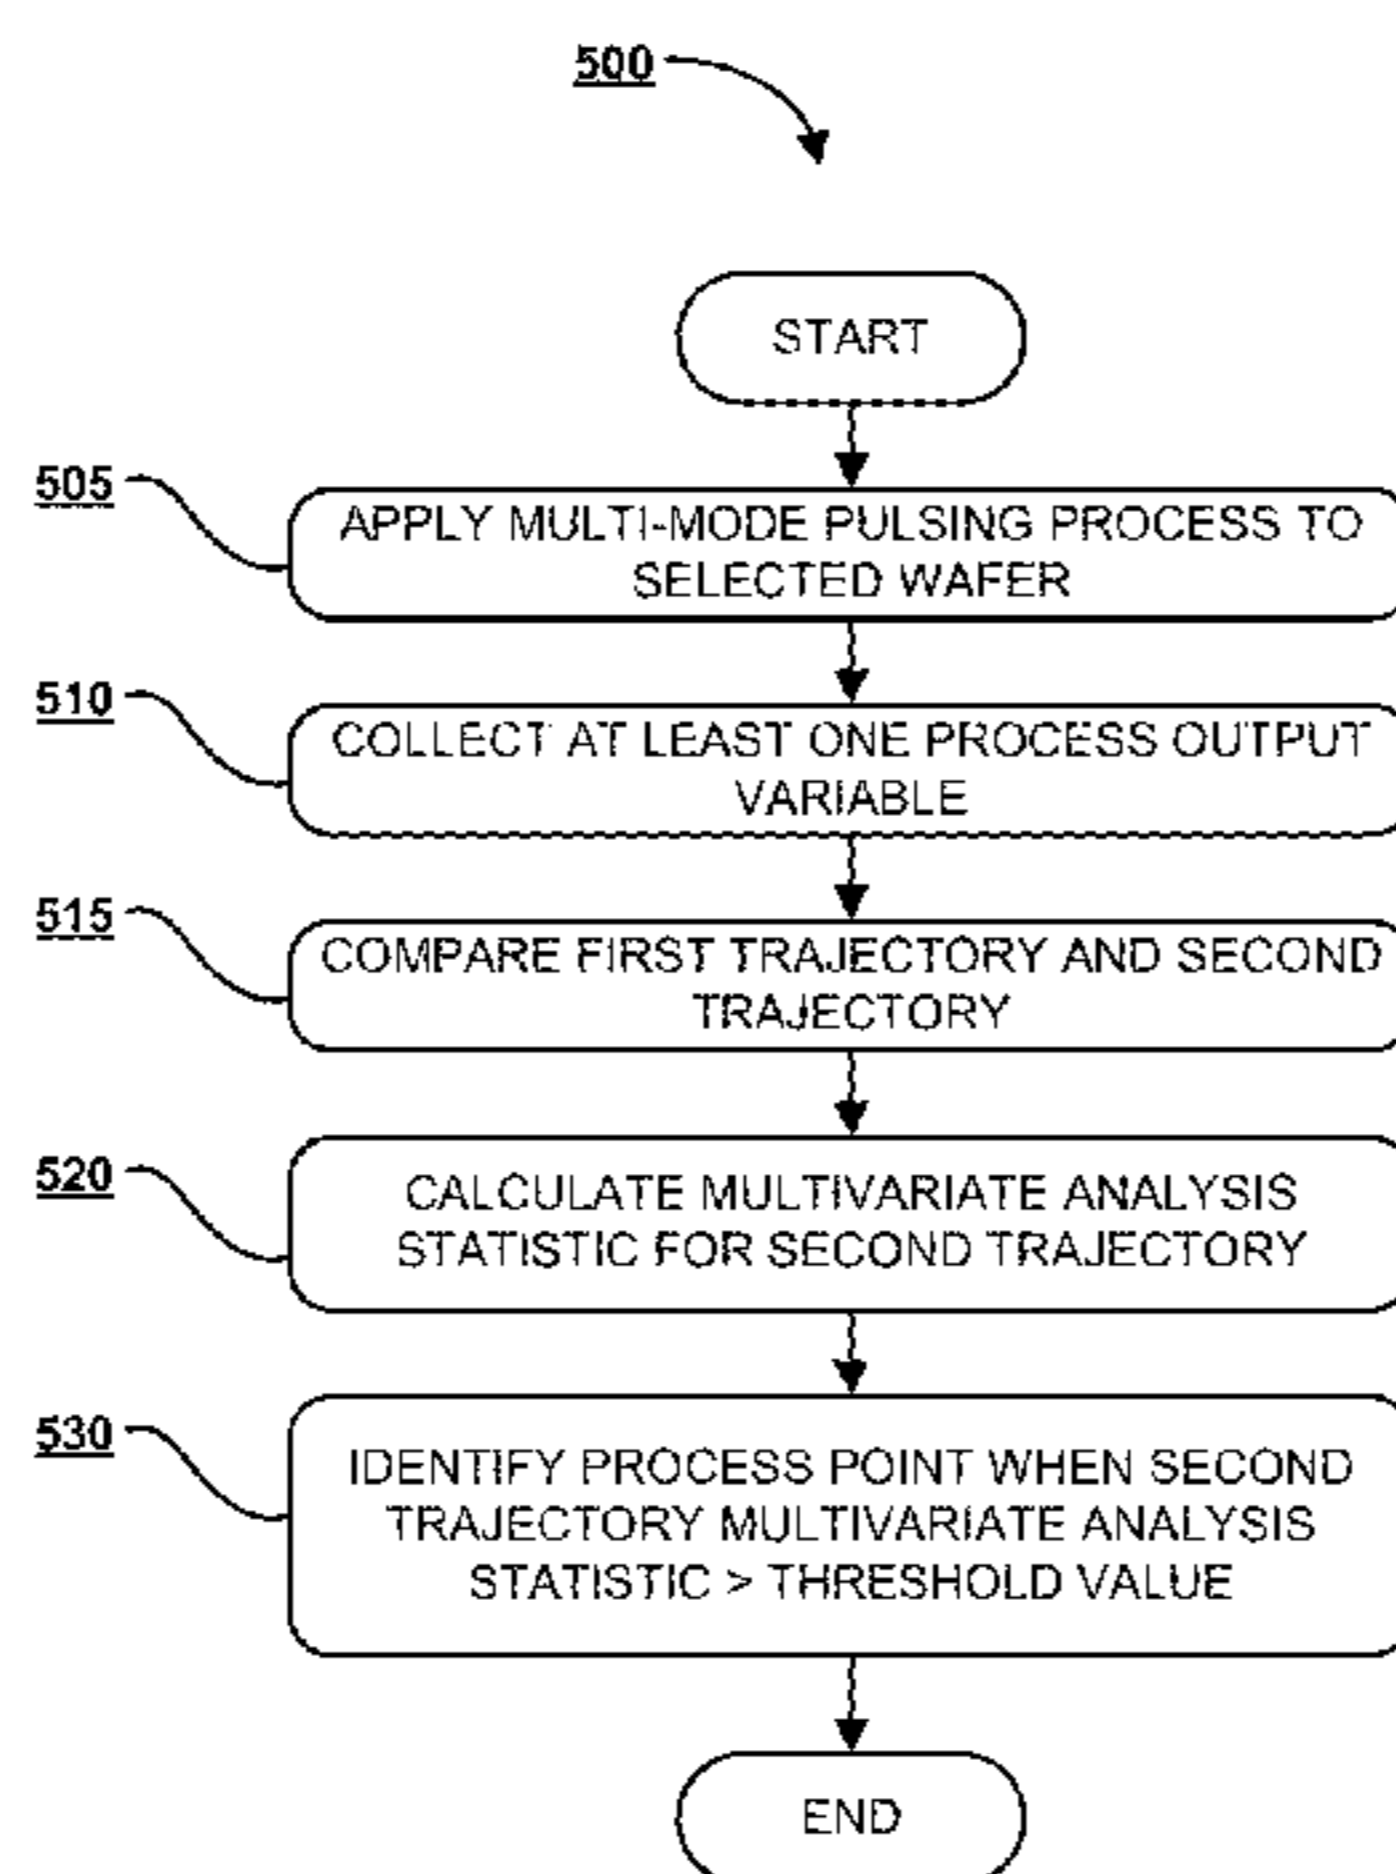 500
START
505
APPLY MULTI-MODE PULSING PROCESS TO
SELECTED WAFER
510
COLLECT AT LEAST ONE PROCESS OUTPUT
VARIABLE
515
COMPARE FIRST TRAJECTORY AND SECOND
TRAJECTORY
520
CALCULATE MULTIVARIATE ANALYSIS
STATISTIC FOR SECOND TRAJECTORY
530
IDENTIFY PROCESS POINT WHEN SECOND
TRAJECTORY MULTIVARIATE ANALYSIS
STATISTIC > THRESHOLD VALUE
END